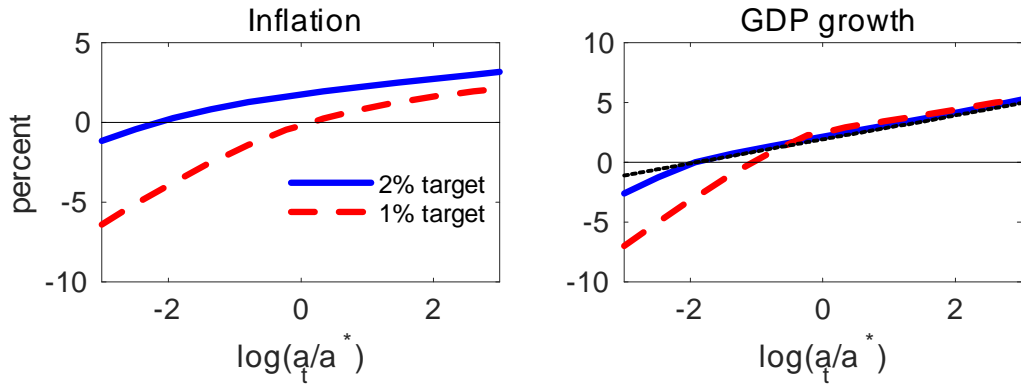 Inflation
GDP growth
percent
5
0
-5
-10
-2
0
2
log(a_t/a^*)
2% target
1% target
10
5
0
-5
-10
-2
0
2
log(a_t/a^*)